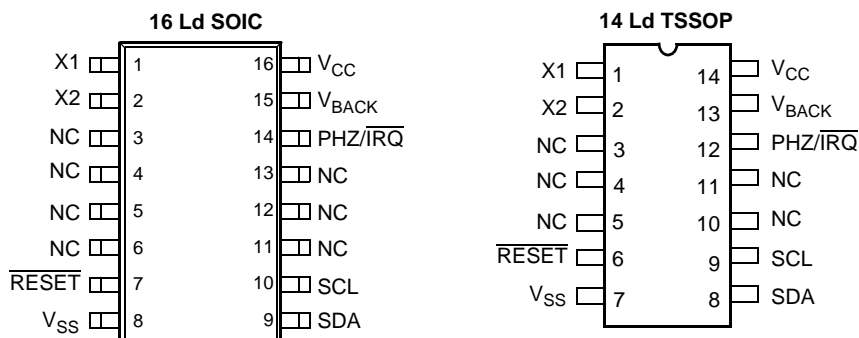 16 Ld SOIC
X1 1 16 VCC
X2 2 15 VBACK
NC 3 14 PHZ/IRQ
NC 4 13 NC
NC 5 12 NC
NC 6 11 NC
RESET 7 10 SCL
VSS 8 9 SDA
14 Ld TSSOP
X1 1 14 VCC
X2 2 13 VBACK
NC 3 12 PHZ/IRQ
NC 4 11 NC
NC 5 10 NC
RESET 6 9 SCL
VSS 7 8 SDA